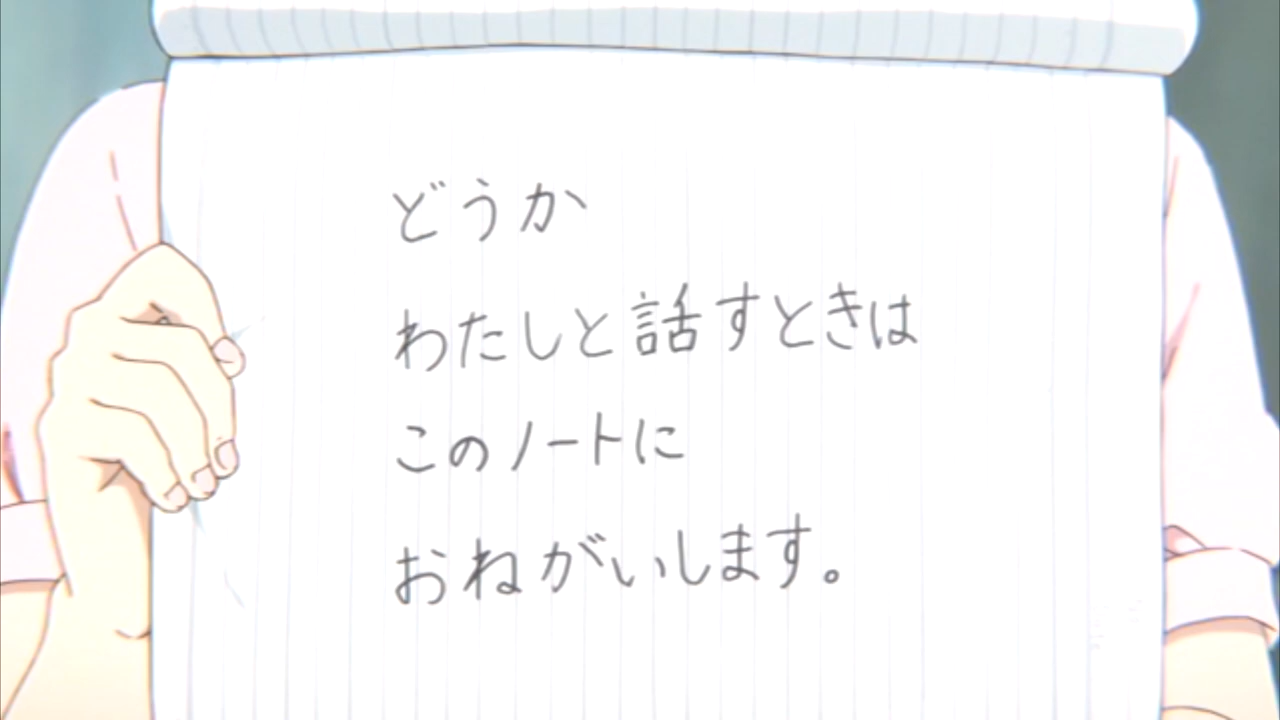 どうか
わたしと話すときは
このノートに
おねがいします。